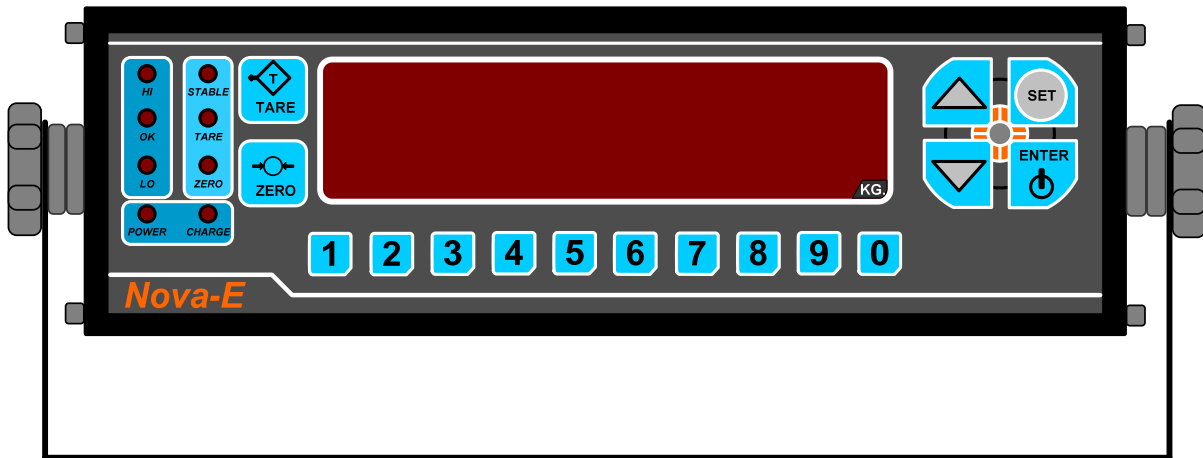 HI
OK
LO
STABLE
TARE
ZERO
POWER
CHARGE
T
TARE
ZERO
KG.
SET
ENTER
1 2 3 4 5 6 7 8 9 0
Nova-E